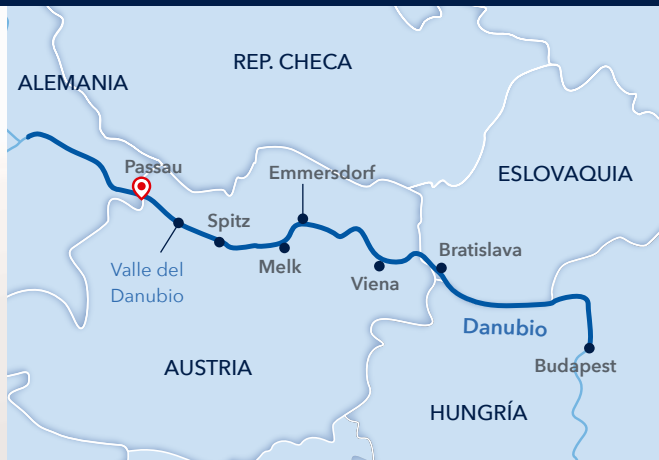 REP. CHECA
ALEMANIA
Passau
Emmersdorf
ESLOVAQUIA
Spitz
Bratislava
Valle del
Danubio
Melk
Viena
Danubio
AUSTRIA
Budapest
HUNGRÍA